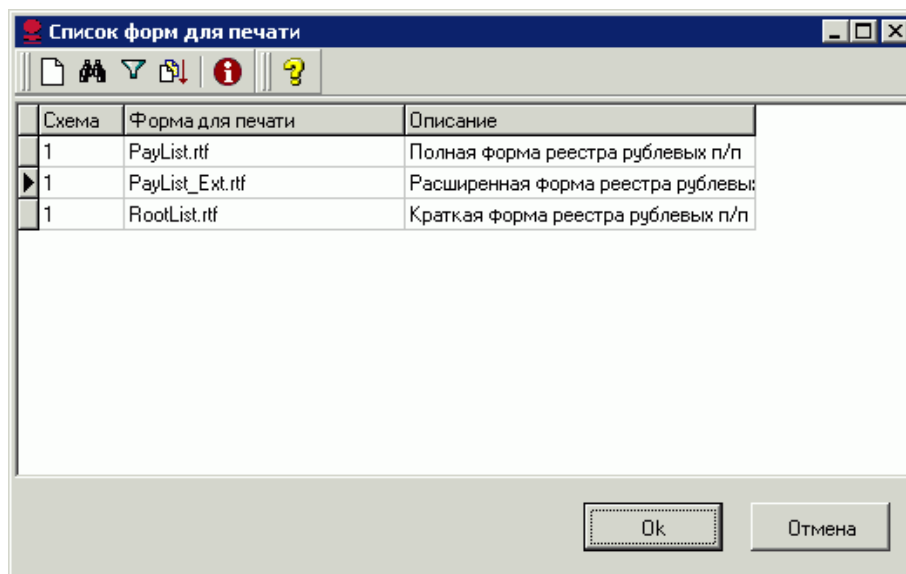 Список форм для печати
Схема Форма для печати Описание
1 PayList.rtf Полная форма реестра рублевых п/п
1 PayList_Ext.rtf Расширенная форма реестра рублевы
1 RootList.rtf Краткая форма реестра рублевых п/п
Ok Отмена